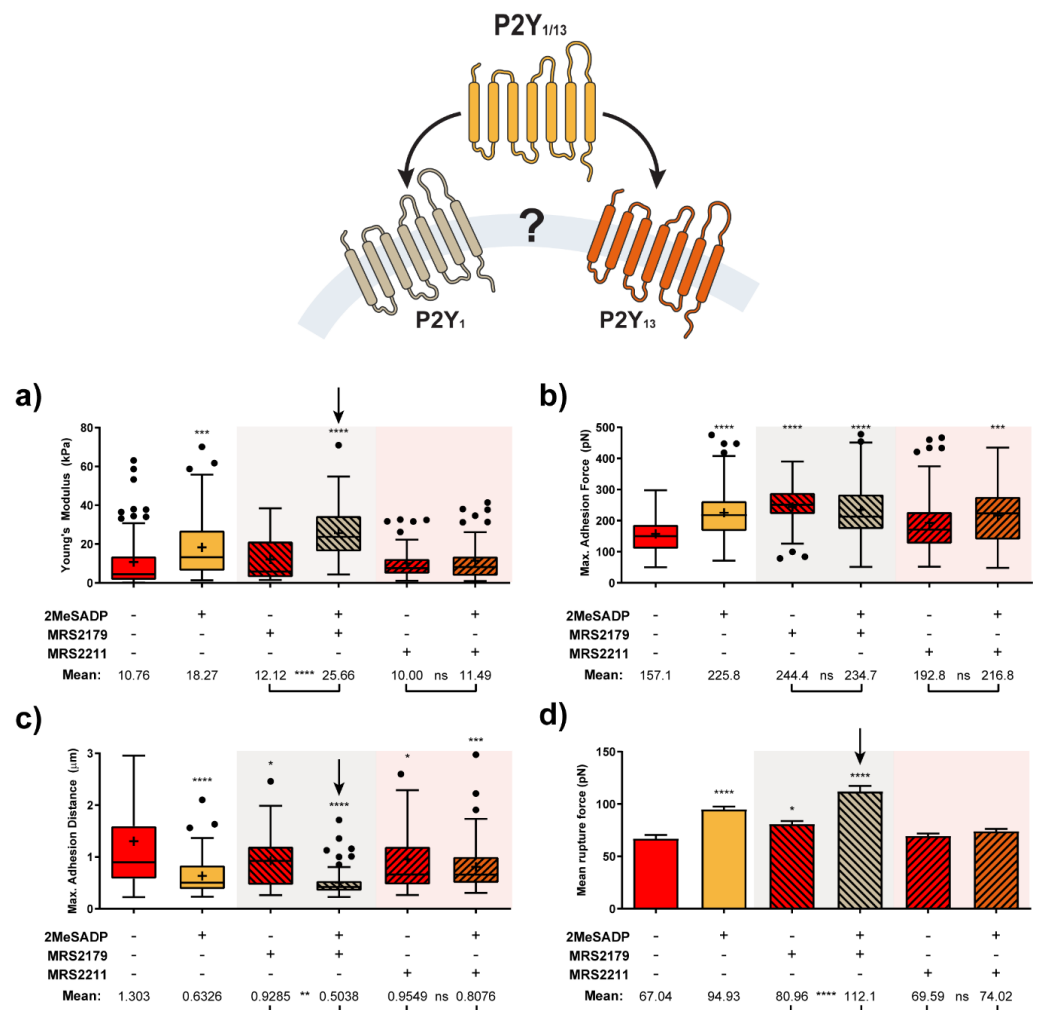 P2Y1/13
?
P2Y1
P2Y13
a)
Young's Modulus (kPa)
80
60
40
20
0
***
****
2MeSADP - + - + - +
MRS2179 - - + + - -
MRS2211 - - - - + +
Mean: 10.76 18.27 12.12 **** 25.66 10.00 ns 11.49
b)
Max. Adhesion Force (pN)
500
400
300
200
100
0
**** **** **** ***
2MeSADP - + - + - +
MRS2179 - - + + - -
MRS2211 - - - - + +
Mean: 157.1 225.8 244.4 ns 234.7 192.8 ns 216.8
c)
Max. Adhesion Distance (μm)
3
2
1
0
**** * **** * ***
2MeSADP - + - + - +
MRS2179 - - + + - -
MRS2211 - - - - + +
Mean: 1.303 0.6326 0.9285 ** 0.5038 0.9549 ns 0.8076
d)
Mean rupture force (pN)
150
100
50
0
**** * ****
2MeSADP - + - + - +
MRS2179 - - + + - -
MRS2211 - - - - + +
Mean: 67.04 94.93 80.96 **** 112.1 69.59 ns 74.02